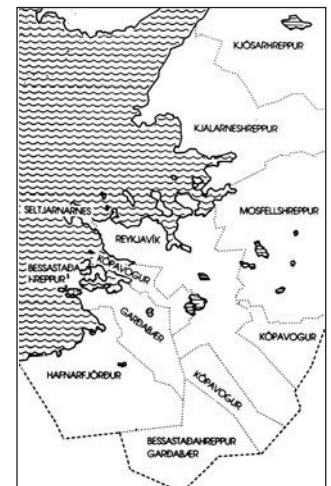 KJÓSARHREPPUR
KJALARNESHREPPUR
SELTJARNARNES
MOSFELLSHREPPUR
REYKJAVÍK
KÓPAVOGUR
BESSASTAÐA
HREPPUR
GARÐABÆR
KÓPAVOGUR
HAFNARFJÖRÐUR
KÓPAVOGUR
BESSASTAÐAHREPPUR
GARÐABÆR